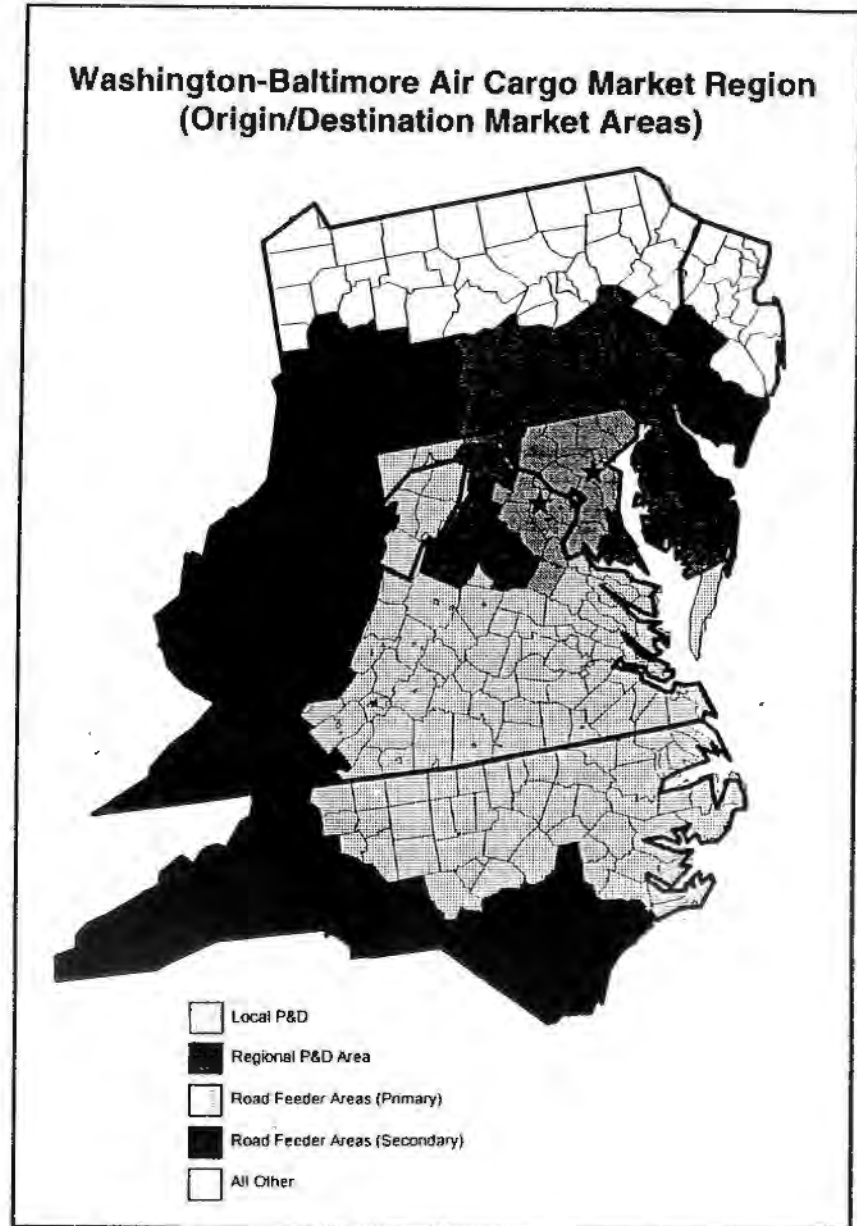 Washington-Baltimore Air Cargo Market Region
(Origin/Destination Market Areas)
Local P&D
Regional P&D Area
Road Feeder Areas (Primary)
Road Feeder Areas (Secondary)
All Other